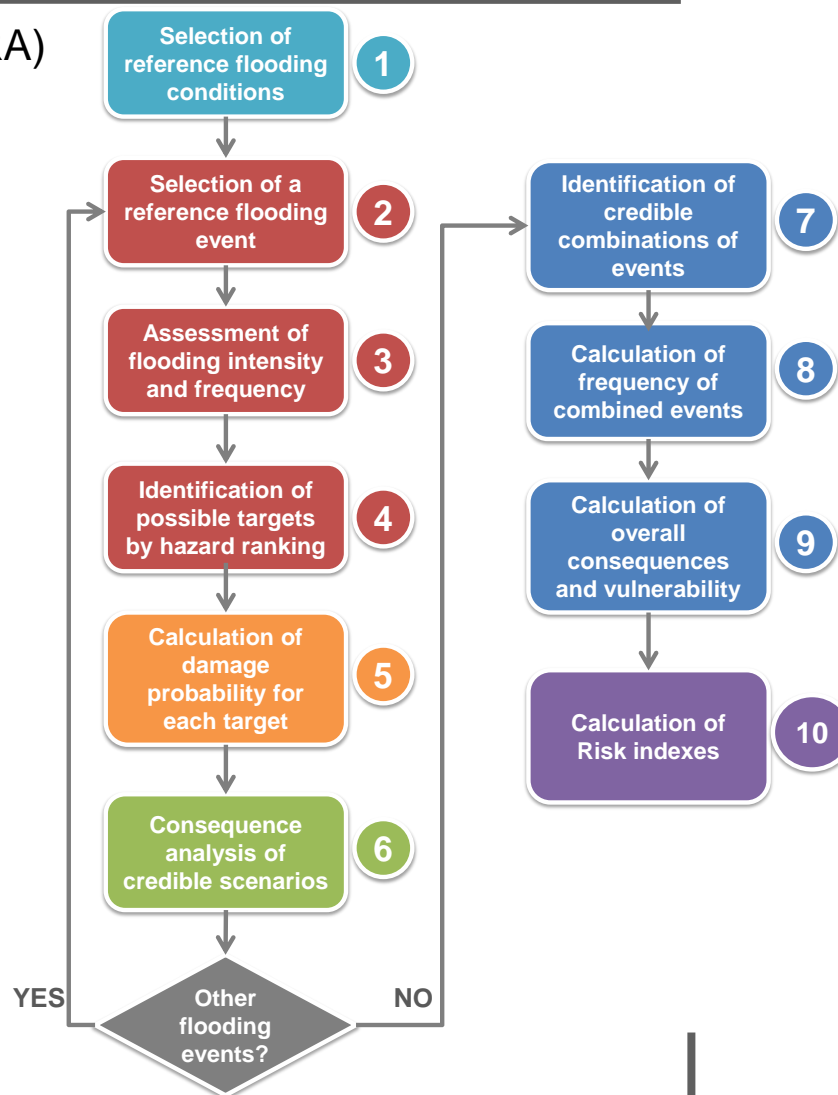 A)
Selection of
reference flooding
conditions
1
Selection of a
reference flooding
event
2
Assessment of
flooding intensity
and frequency
3
Identification of
possible targets
by hazard ranking
4
Calculation of
damage
probability for
each target
5
Consequence
analysis of
credible scenarios
6
YES
Other
flooding
events?
NO
Identification of
credible
combinations of
events
7
Calculation of
frequency of
combined events
8
Calculation of
overall
consequences
and vulnerability
9
Calculation of
Risk indexes
10